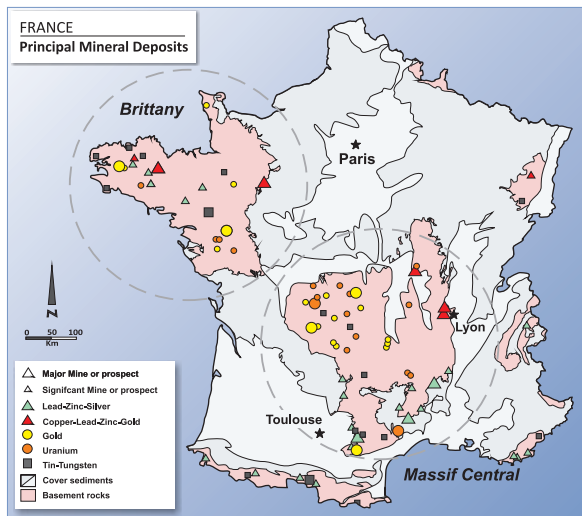 FRANCE
Principal Mineral Deposits
Brittany
Paris
Lyon
Toulouse
Massif Central
N
0 50 100
Km
Major Mine or prospect
Signifcant Mine or prospect
Lead-Zinc-Silver
Copper-Lead-Zinc-Gold
Gold
Uranium
Tin-Tungsten
Cover sediments
Basement rocks